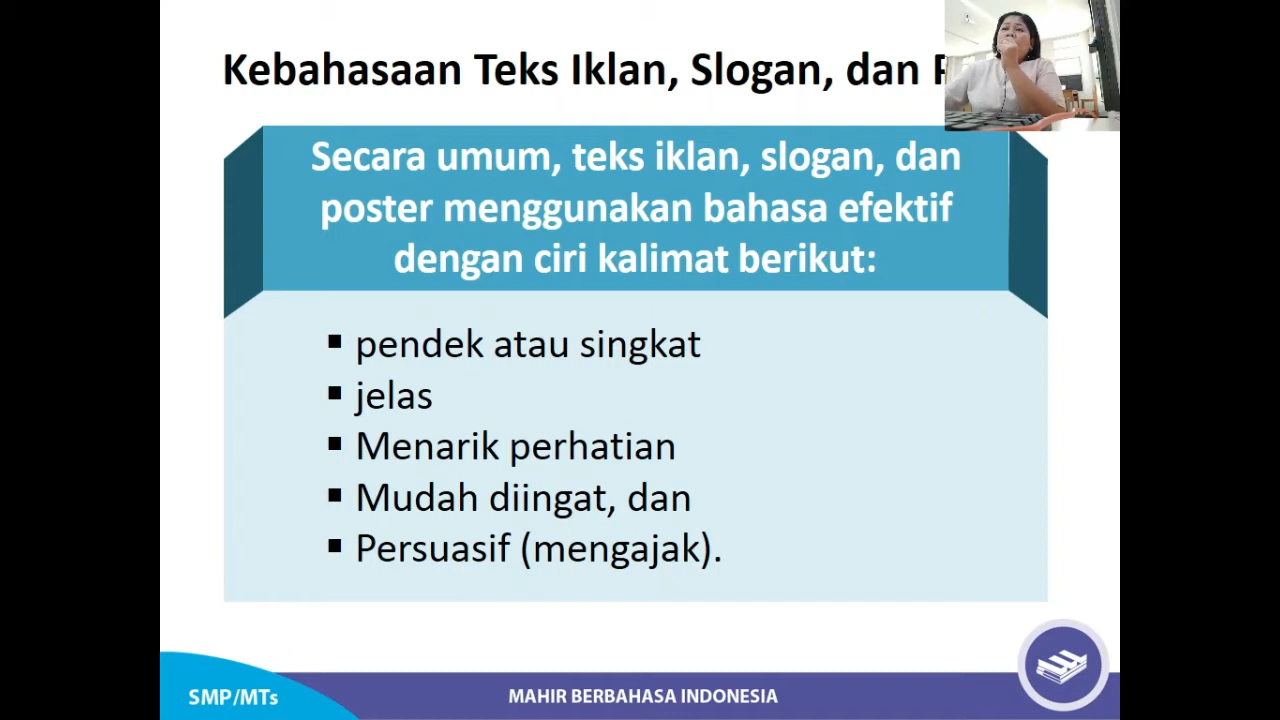 Kebahasaan Teks Iklan, Slogan, dan
Secara umum, teks iklan, slogan, dan
poster menggunakan bahasa efektif
dengan ciri kalimat berikut:
▪ pendek atau singkat
▪ jelas
▪ Menarik perhatian
▪ Mudah diingat, dan
▪ Persuasif (mengajak).
SMP/MTs
MAHIR BERBAHASA INDONESIA